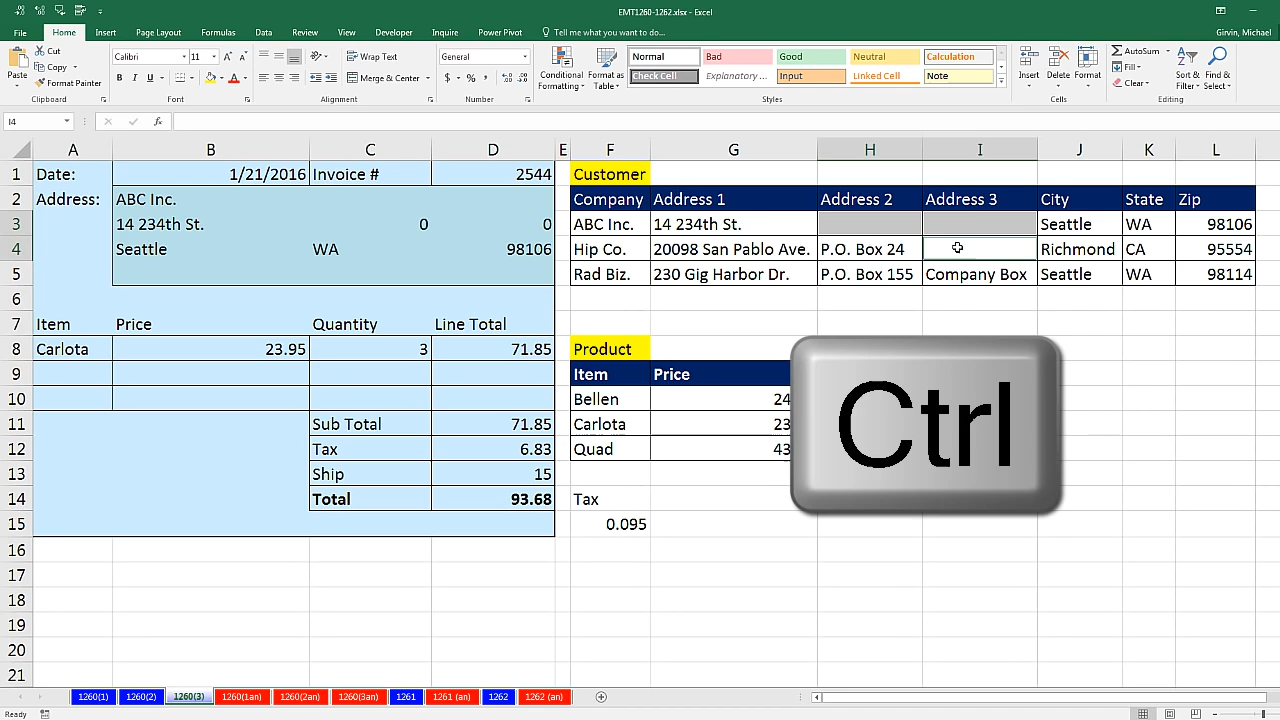 EMT1260-1262.xlsx - Excel
File Home Insert Page Layout Formulas Data Review View Developer Inquire Power Pivot Tell me what you want to do... Girvin, Michael
Paste Cut Copy Format Painter Clipboard
Calibri 11 B I U A A A Font
Wrap Text Merge & Center Alignment
General $ % , .0 .00 Number
Conditional Formatting Format as Table
Normal Bad Good Neutral Calculation
Check Cell Explanatory ... Input Linked Cell Note
Styles
Insert Delete Format Cells
AutoSum Fill Clear Sort & Filter Find & Select Editing
I4 fx
A B C D E F G H I J K L
1 Date: 1/21/2016 Invoice # 2544 Customer
2 Address: ABC Inc. Company Address 1 Address 2 Address 3 City State Zip
3 14 234th St. 0 0 ABC Inc. 14 234th St. Seattle WA 98106
4 Seattle WA 98106 Hip Co. 20098 San Pablo Ave. P.O. Box 24 Richmond CA 95554
5 Rad Biz. 230 Gig Harbor Dr. P.O. Box 155 Company Box Seattle WA 98114
6
7 Item Price Quantity Line Total
8 Carlota 23.95 3 71.85 Product
9 Item Price
10 Bellen 24
11 Sub Total 71.85 Carlota 23
12 Tax 6.83 Quad 43
13 Ship 15
14 Total 93.68 Tax
15 0.095
16
17
18
19
20
21
Ctrl
1260(1) 1260(2) 1260(3) 1260(1an) 1260(2an) 1260(3an) 1261 1261 (an) 1262 1262 (an)
Ready